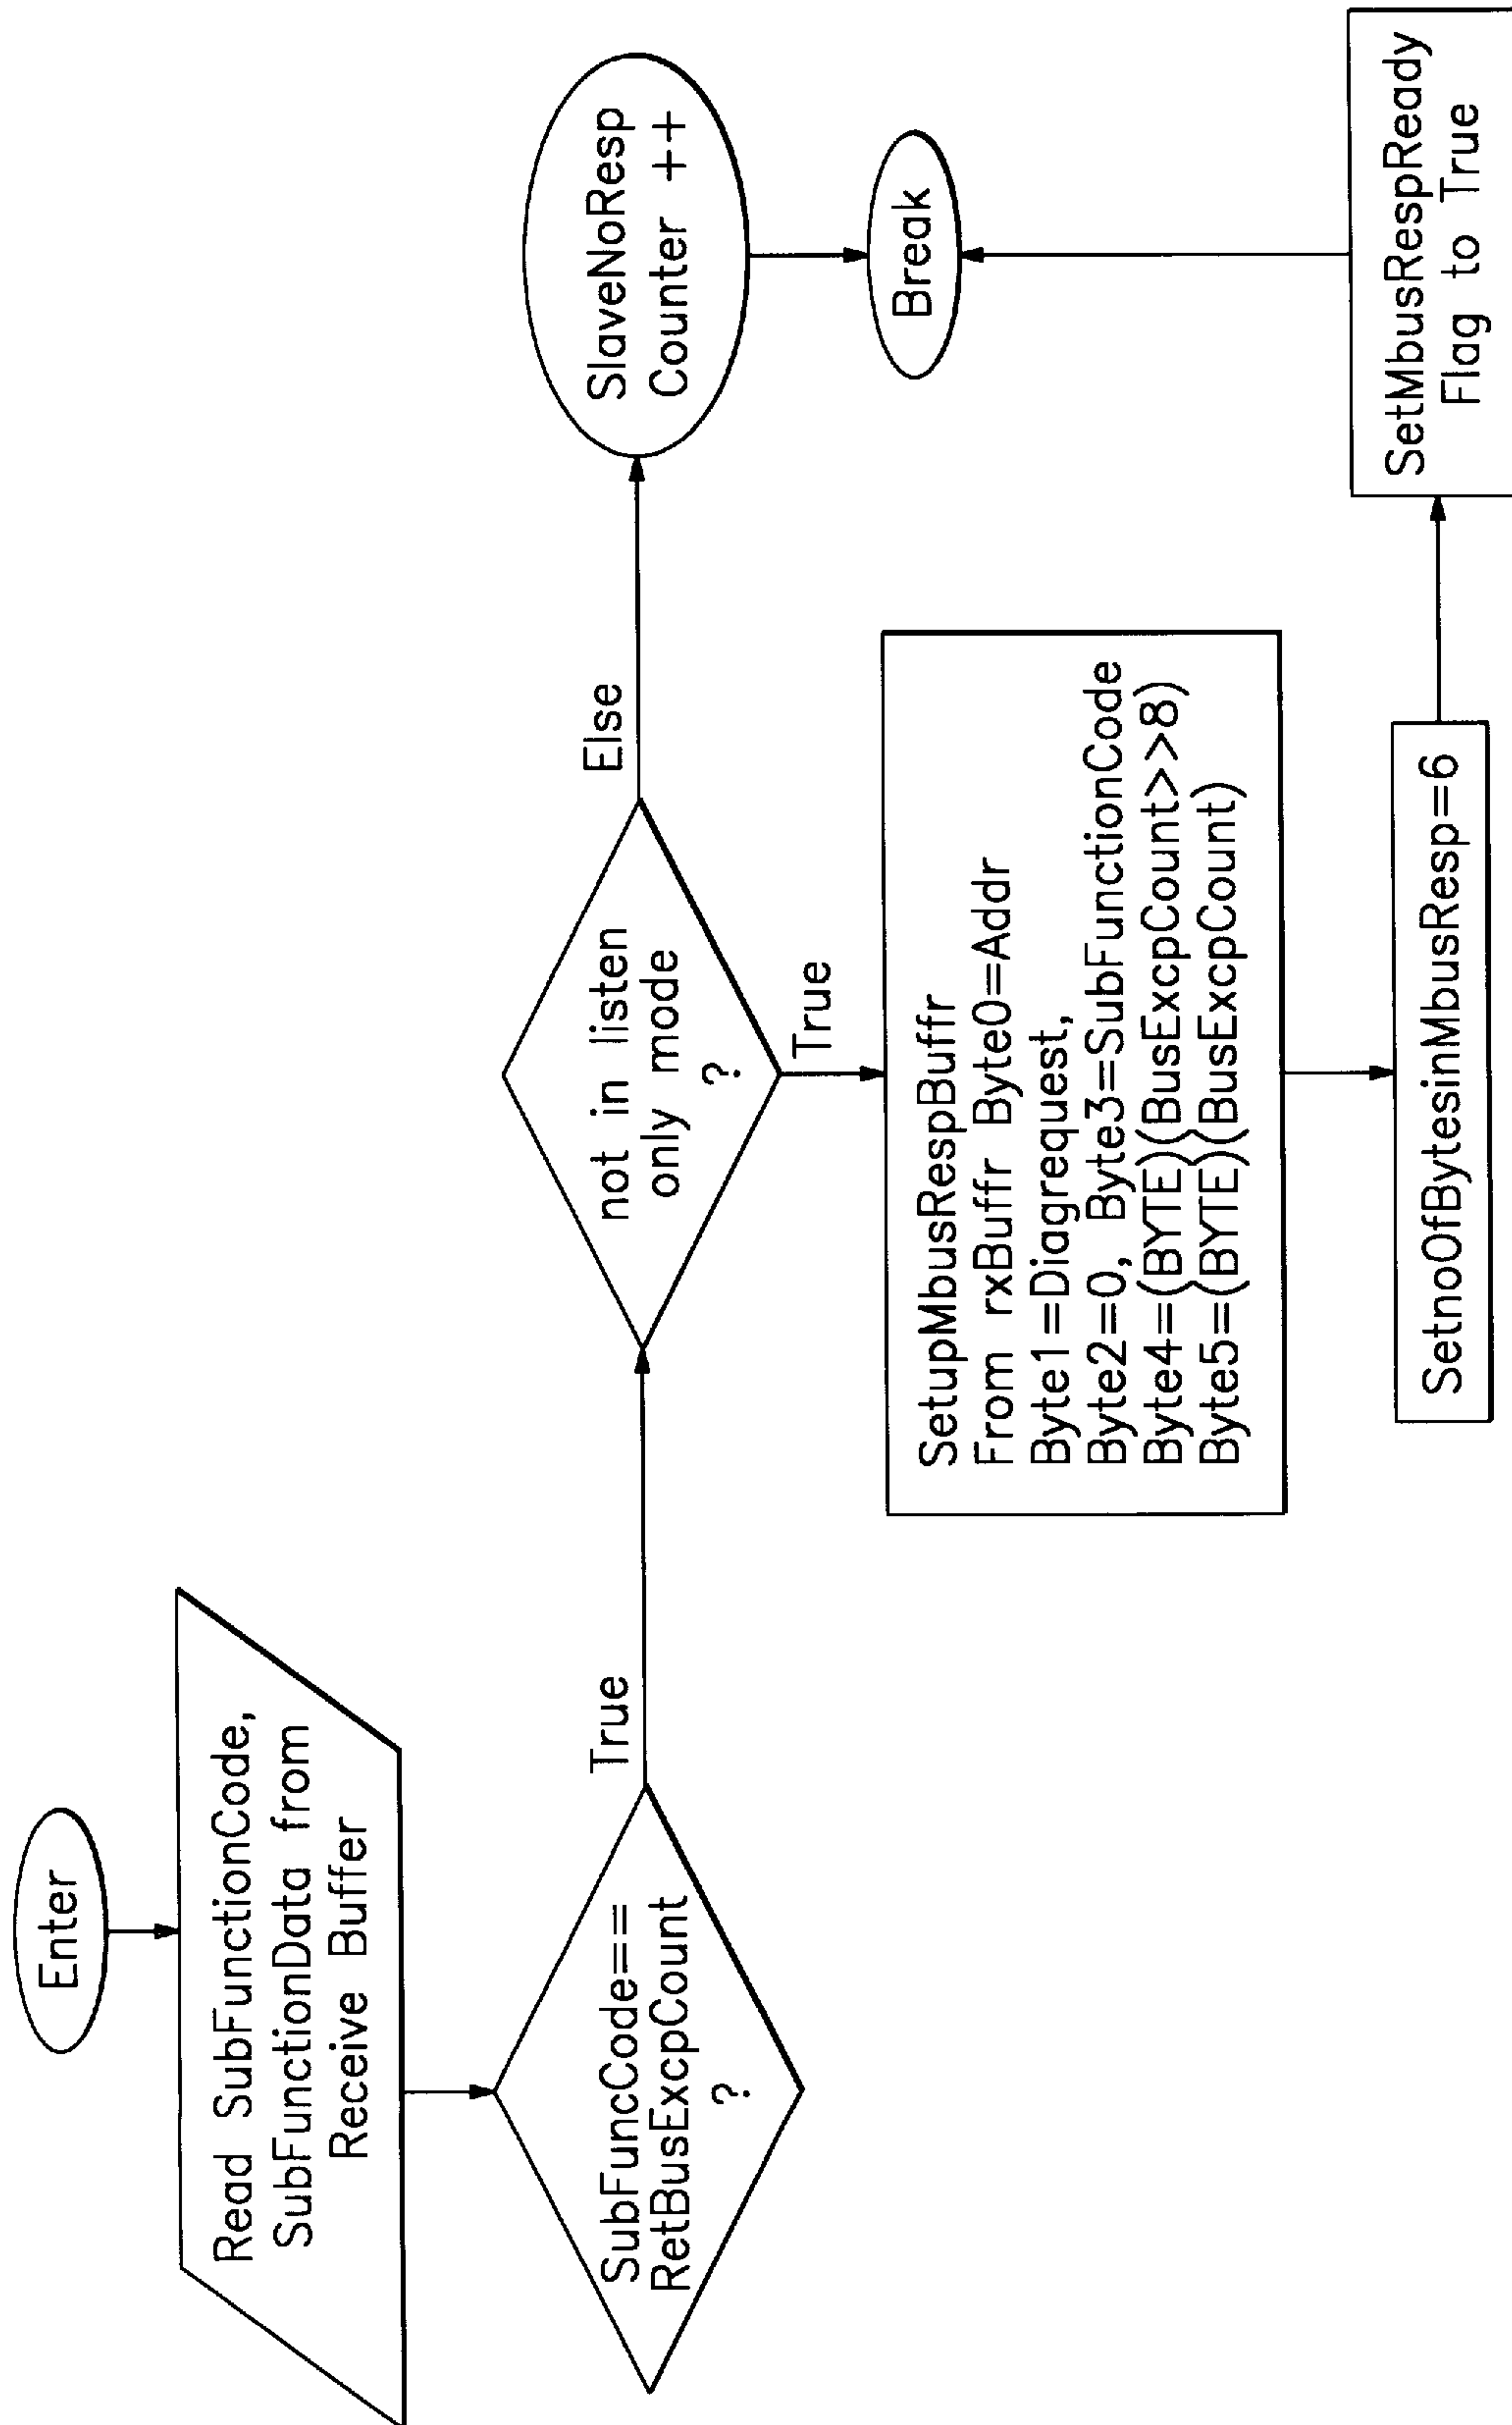 Enter
Read SubFunctionCode,
SubFunctionData from
Receive Buffer
SubFuncCode==
RetBusExcpCount
?
True
not in listen
only mode
?
Else
True
SlaveNoResp
Counter ++
Break
SetupMbusRespBuffr
From rxBuffr Byte0=Addr
Byte1=Diagrequest,
Byte2=0, Byte3=SubFunctionCode
Byte4=(BYTE)(BusExcpCount>>8)
Byte5=(BYTE)(BusExcpCount)
SetnoOfBytesinMbusResp=6
SetMbusRespReady
Flag to True